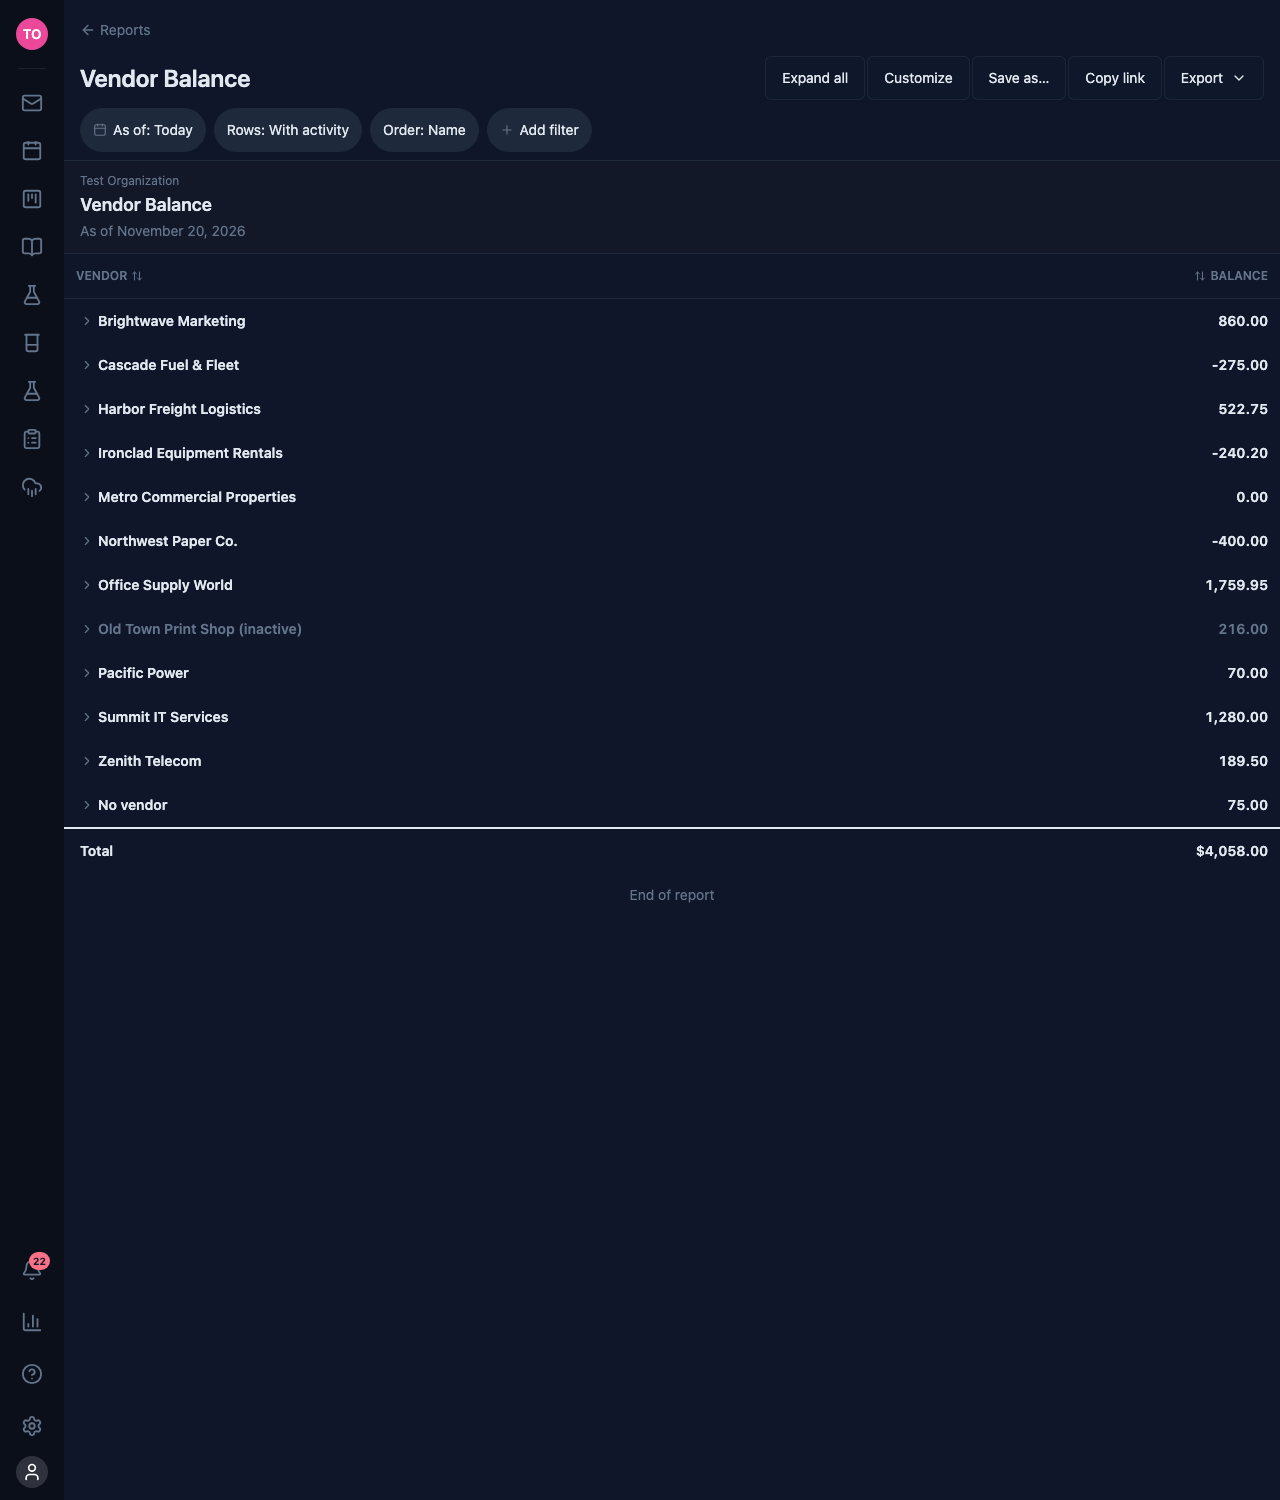 TO
Reports
Vendor Balance
Expand all
Customize
Save as...
Copy link
Export
As of: Today
Rows: With activity
Order: Name
Add filter
Test Organization
Vendor Balance
As of November 20, 2026
VENDOR
BALANCE
Brightwave Marketing 860.00
Cascade Fuel & Fleet -275.00
Harbor Freight Logistics 522.75
Ironclad Equipment Rentals -240.20
Metro Commercial Properties 0.00
Northwest Paper Co. -400.00
Office Supply World 1,759.95
Old Town Print Shop (inactive) 216.00
Pacific Power 70.00
Summit IT Services 1,280.00
Zenith Telecom 189.50
No vendor 75.00
Total $4,058.00
End of report
22